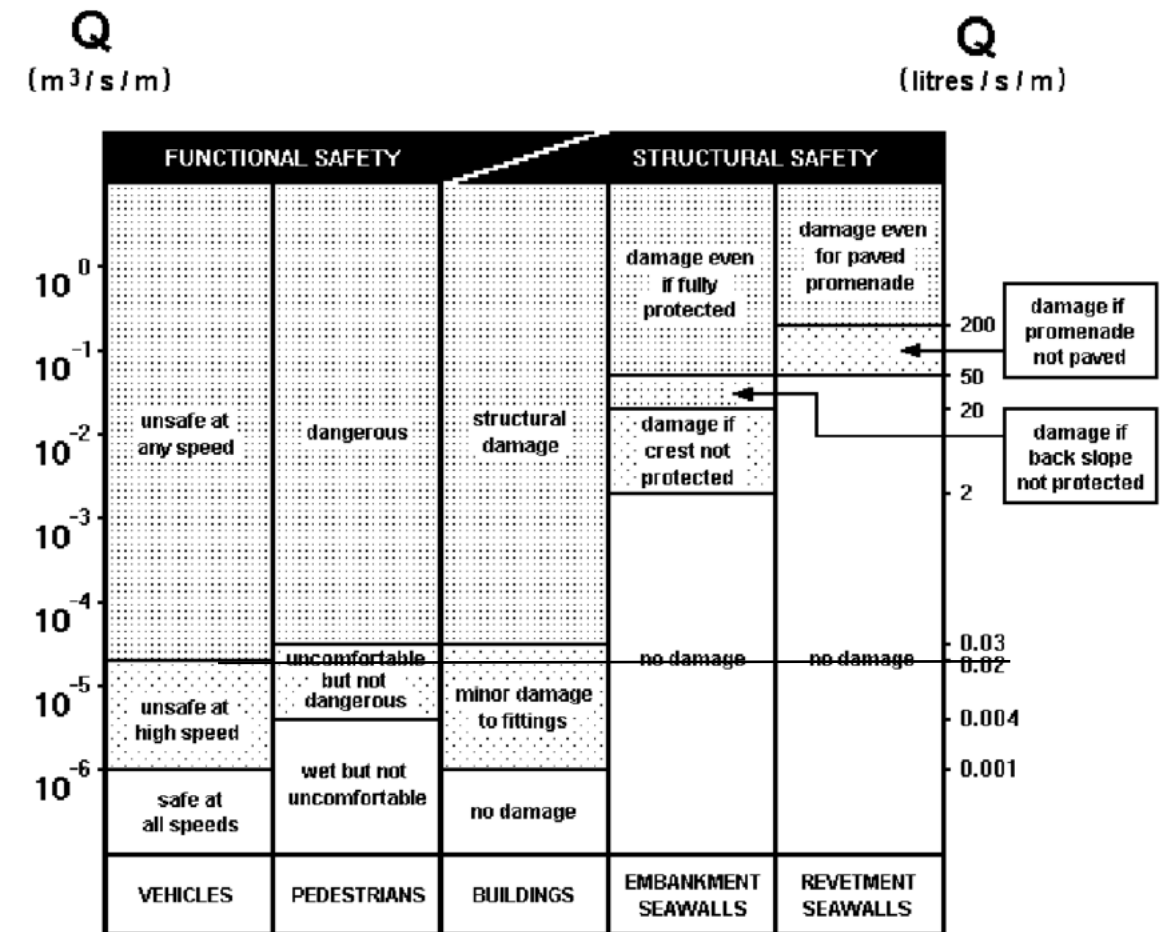 Q
(m3/s/m)
Q
(litres/s/m)
FUNCTIONAL SAFETY
STRUCTURAL SAFETY
damage even
if fully
protected
damage even
for paved
promenade
10 0
10 -1
10 -2
10 -3
10 -4
10 -5
10 -6
200
50
20
2
0.03
0.02
0.004
0.001
damage if
promenade
not paved
damage if
back slope
not protected
unsafe at
any speed
dangerous
structural
damage
damage if
crest not
protected
uncomfortable
but not
dangerous
no damage
no damage
unsafe at
high speed
minor damage
to fittings
safe at
all speeds
wet but not
uncomfortable
no damage
VEHICLES
PEDESTRIANS
BUILDINGS
EMBANKMENT
SEAWALLS
REVETMENT
SEAWALLS